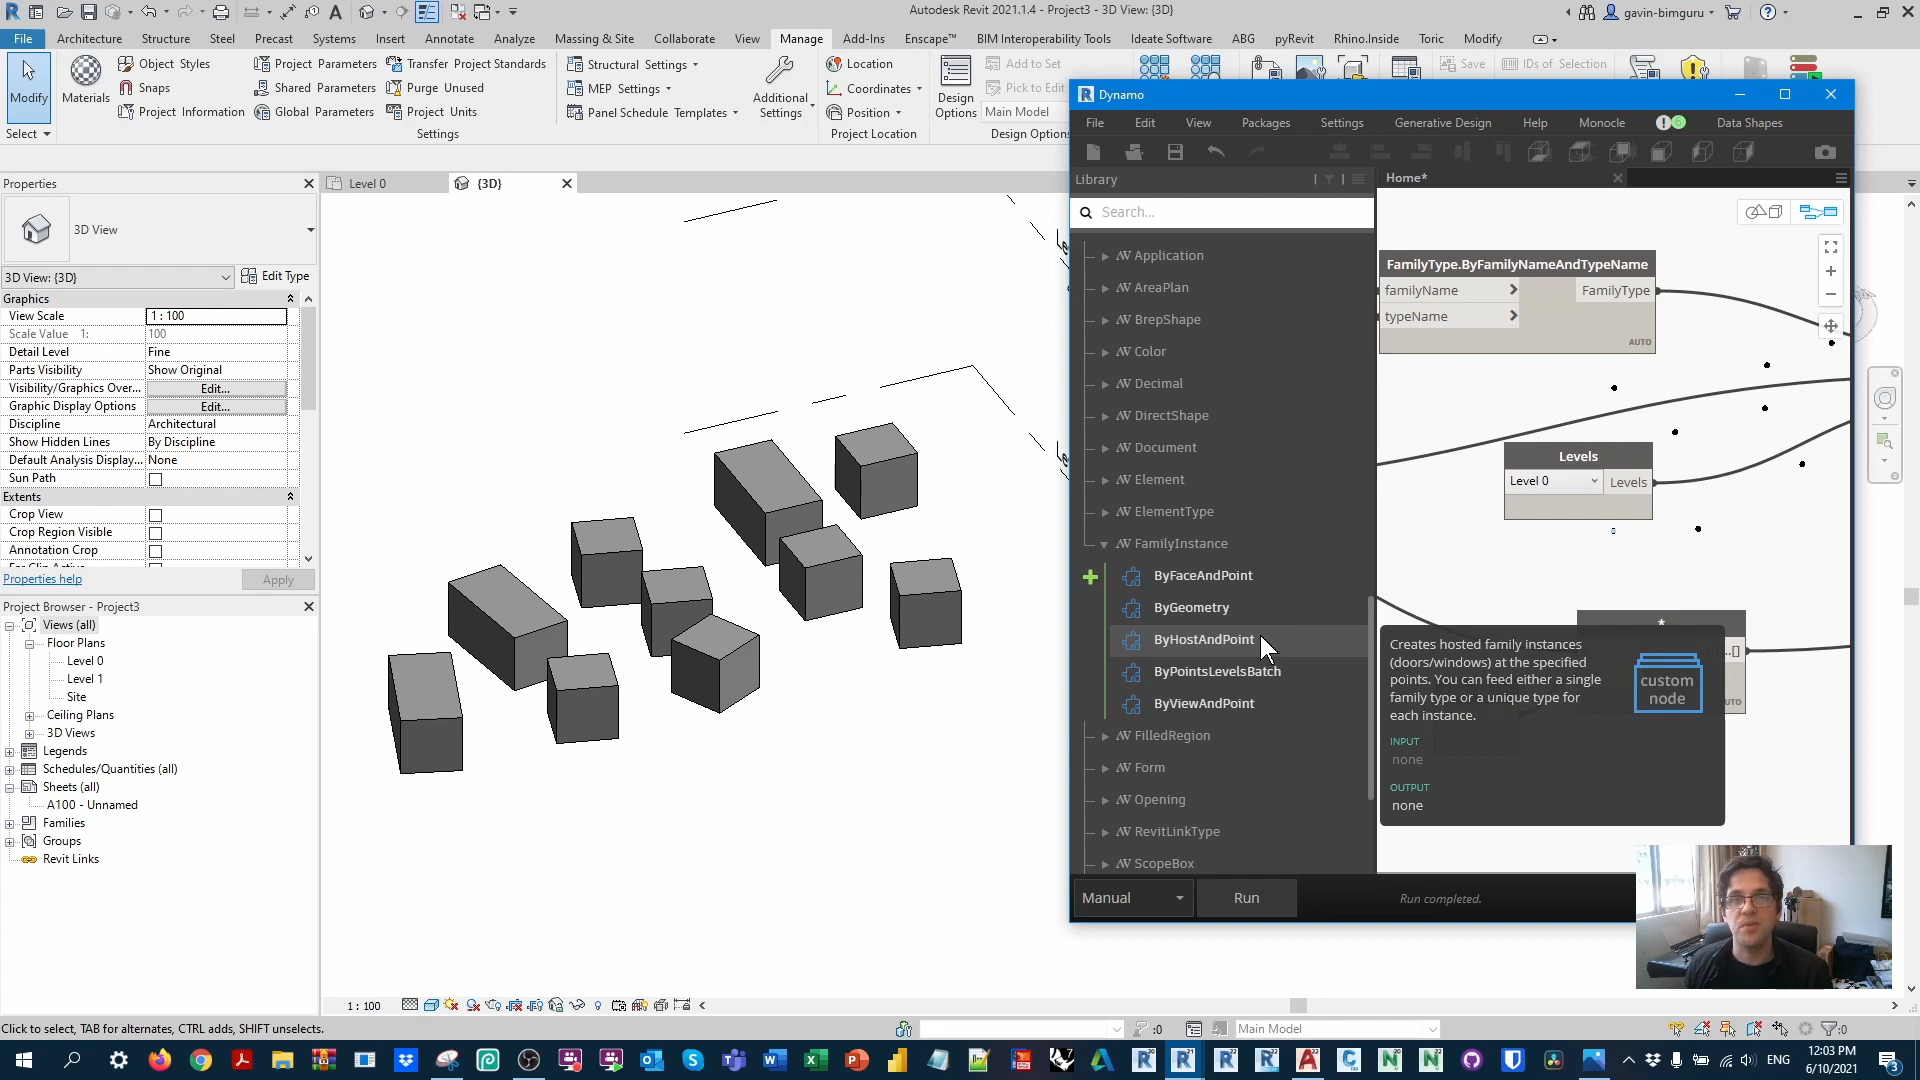 Autodesk Revit 2021.1.4 - Project3 - 3D View: {3D}
gavin-bimguru
File
Architecture
Structure
Steel
Precast
Systems
Insert
Annotate
Analyze
Massing & Site
Collaborate
View
Manage
Add-Ins
Enscape™
BIM Interoperability Tools
Ideate Software
ABG
pyRevit
Rhino.Inside
Toric
Modify
Modify
Select
Materials
Object Styles
Snaps
Project Information
Project Parameters
Shared Parameters
Global Parameters
Transfer Project Standards
Purge Unused
Project Units
Settings
Structural Settings
MEP Settings
Panel Schedule Templates
Additional
Settings
Location
Coordinates
Position
Project Location
Design
Options
Add to Set
Pick to Edit
Main Model
Design Options
Save
IDs of Selection
Properties
3D View
3D View: {3D}
Edit Type
Graphics
View Scale
1 : 100
Scale Value 1:
100
Detail Level
Fine
Parts Visibility
Show Original
Visibility/Graphics Over...
Edit...
Graphic Display Options
Edit...
Discipline
Architectural
Show Hidden Lines
By Discipline
Default Analysis Display...
None
Sun Path
Extents
Crop View
Crop Region Visible
Annotation Crop
Properties help
Apply
Project Browser - Project3
Views (all)
Floor Plans
Level 0
Level 1
Site
Ceiling Plans
3D Views
Legends
Schedules/Quantities (all)
Sheets (all)
A100 - Unnamed
Families
Groups
Revit Links
Level 0
{3D}
Dynamo
File
Edit
View
Packages
Settings
Generative Design
Help
Monocle
Data Shapes
Library
Home*
Search...
Application
AreaPlan
BrepShape
Color
Decimal
DirectShape
Document
Element
ElementType
FamilyInstance
ByFaceAndPoint
ByGeometry
ByHostAndPoint
ByPointsLevelsBatch
ByViewAndPoint
FilledRegion
Form
Opening
RevitLinkType
ScopeBox
FamilyType.ByFamilyNameAndTypeName
familyName
>
FamilyType
typeName
>
AUTO
Levels
Level 0
Levels
*
Creates hosted family instances
(doors/windows) at the specified
points. You can feed either a single
family type or a unique type for
each instance.
custom
node
INPUT
none
OUTPUT
none
Manual
Run
Run completed.
1 : 100
Click to select, TAB for alternates, CTRL adds, SHIFT unselects.
:0
Main Model
:0
ENG
12:03 PM
6/10/2021